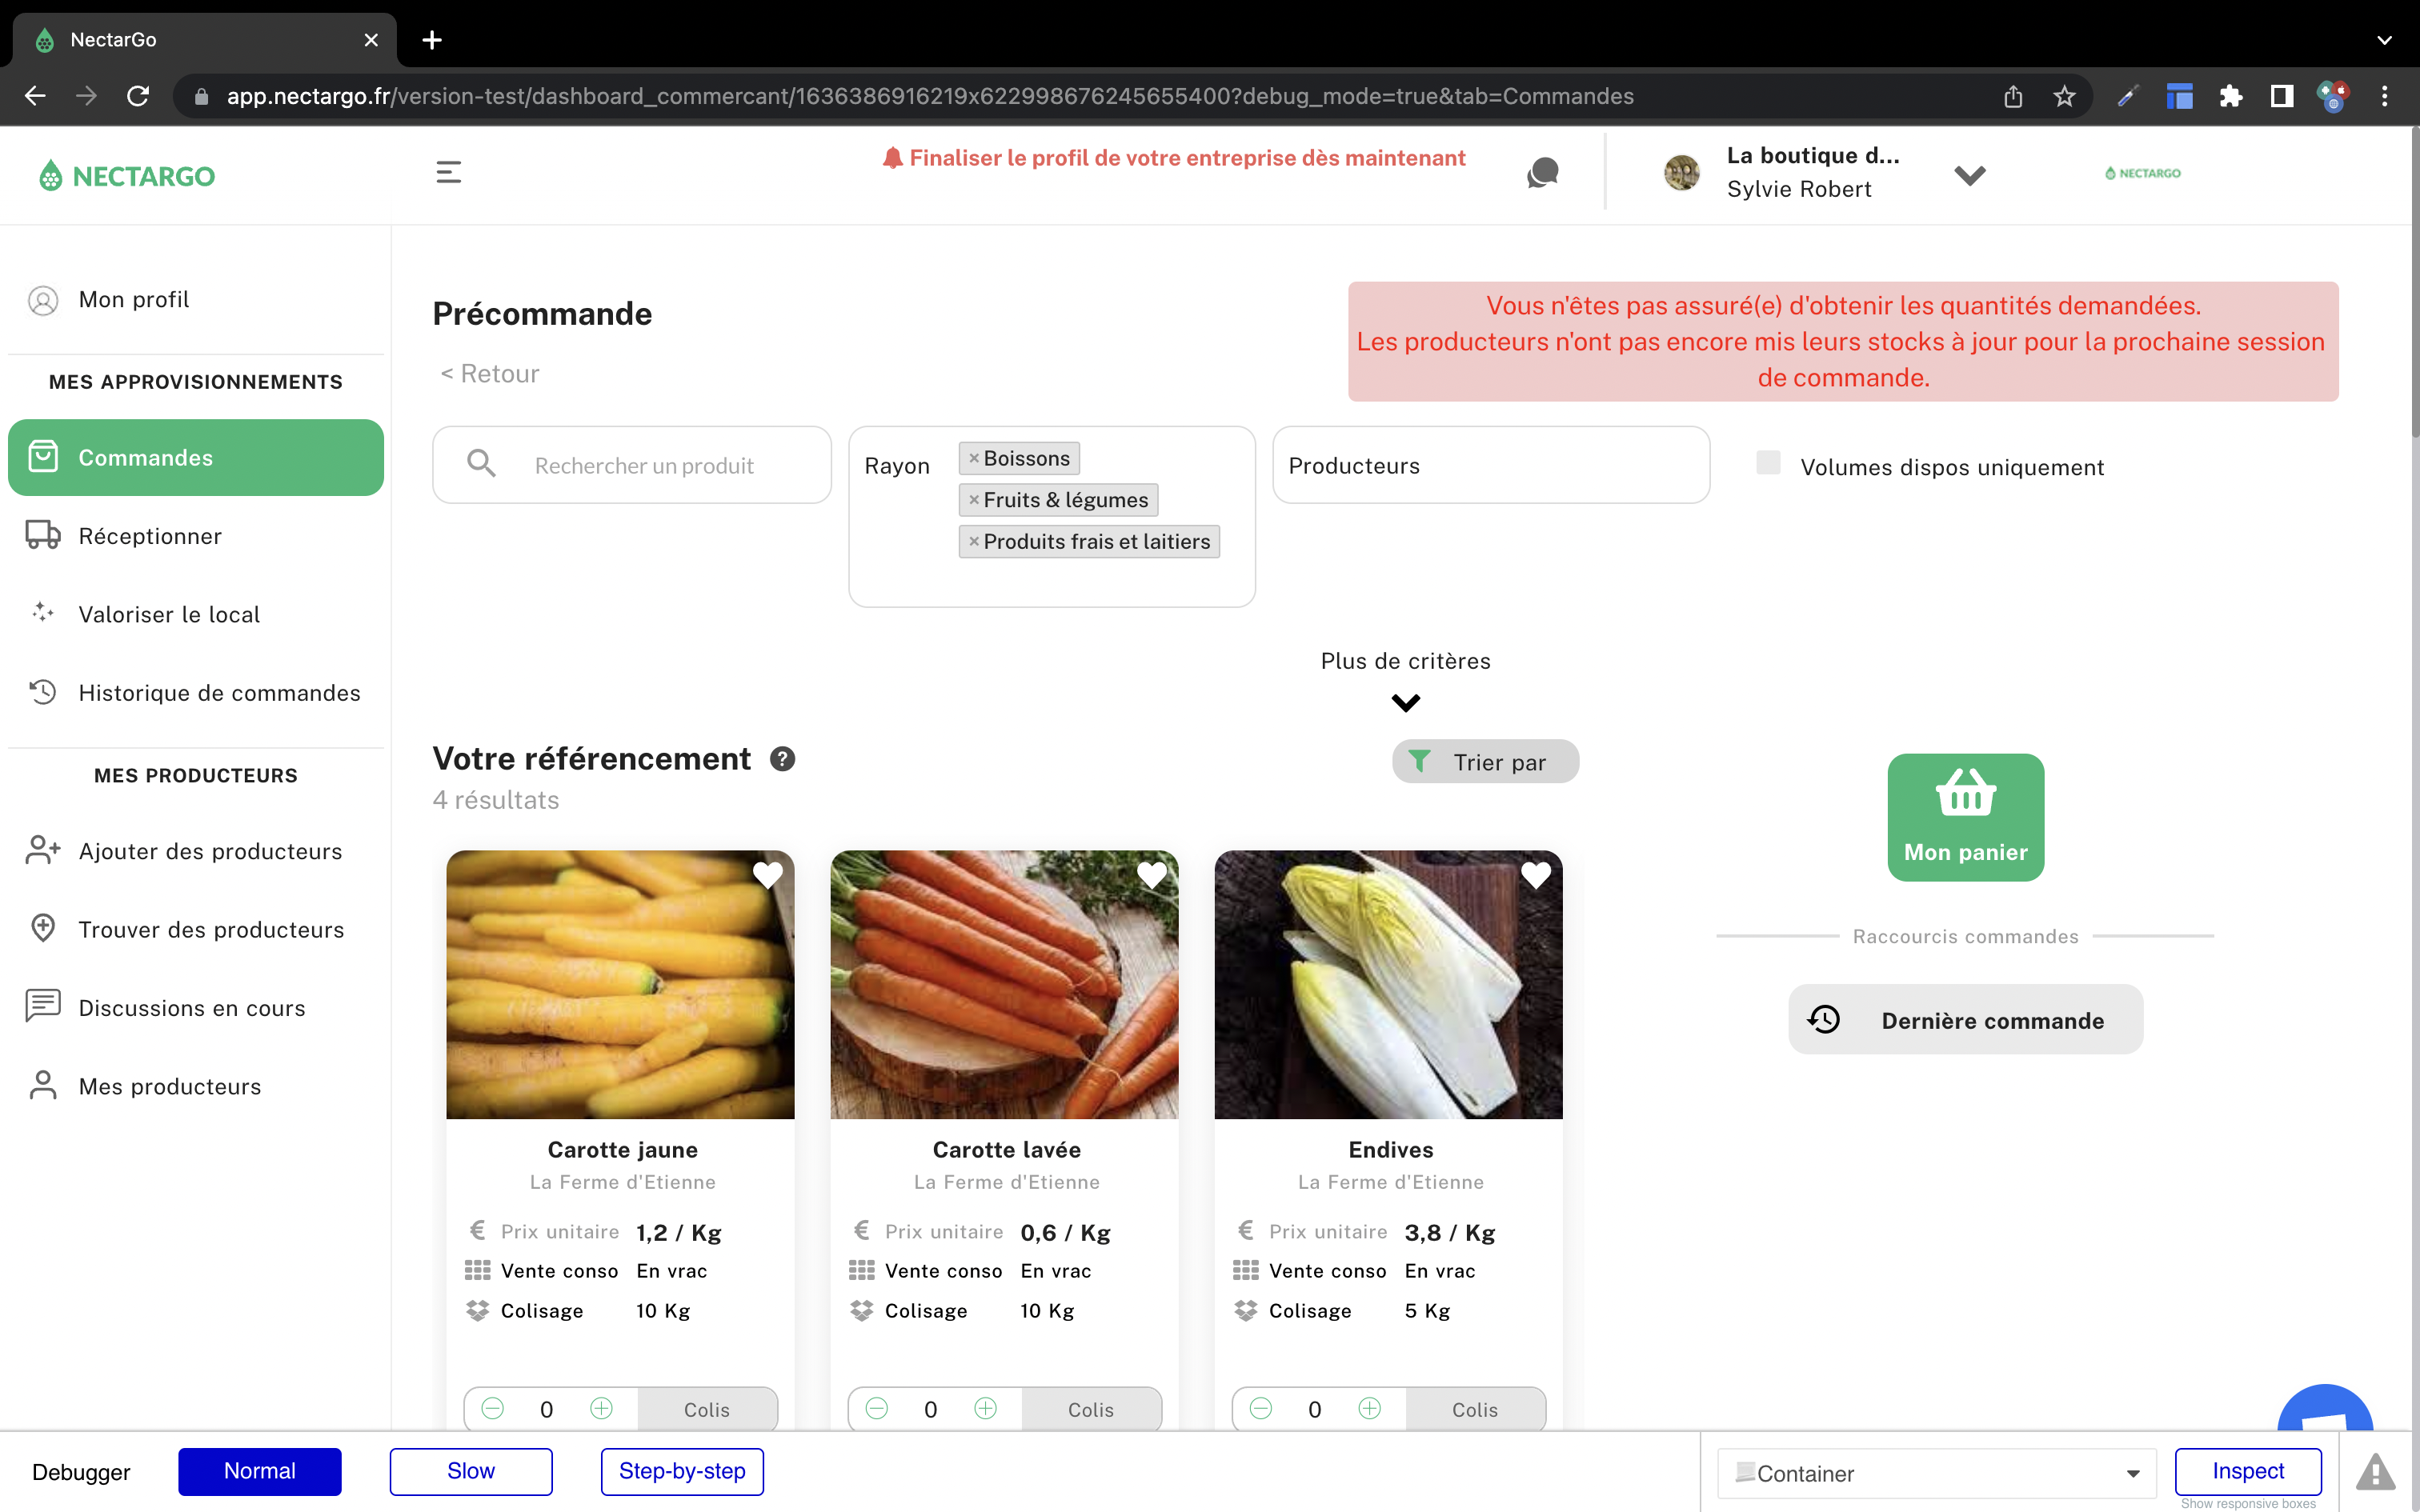 NectarGo
app.nectargo.fr/version-test/dashboard_commercant/1636386916219x622998676245655400?debug_mode=true&tab=Commandes
NECTARGO
Finaliser le profil de votre entreprise dès maintenant
La boutique d...
Sylvie Robert
NECTARGO
Mon profil
MES APPROVISIONNEMENTS
Commandes
Réceptionner
Valoriser le local
Historique de commandes
MES PRODUCTEURS
Ajouter des producteurs
Trouver des producteurs
Discussions en cours
Mes producteurs
Précommande
< Retour
Vous n'êtes pas assuré(e) d'obtenir les quantités demandées.
Les producteurs n'ont pas encore mis leurs stocks à jour pour la prochaine session
de commande.
Rechercher un produit
Rayon
× Boissons
× Fruits & légumes
× Produits frais et laitiers
Producteurs
Volumes dispos uniquement
Plus de critères
Votre référencement ?
4 résultats
Trier par
Mon panier
Raccourcis commandes
Dernière commande
Carotte jaune
La Ferme d'Etienne
€ Prix unitaire 1,2 / Kg
Vente conso En vrac
Colisage 10 Kg
0 Colis
Carotte lavée
La Ferme d'Etienne
€ Prix unitaire 0,6 / Kg
Vente conso En vrac
Colisage 10 Kg
0 Colis
Endives
La Ferme d'Etienne
€ Prix unitaire 3,8 / Kg
Vente conso En vrac
Colisage 5 Kg
0 Colis
Debugger
Normal
Slow
Step-by-step
Container
Inspect
Show responsive boxes